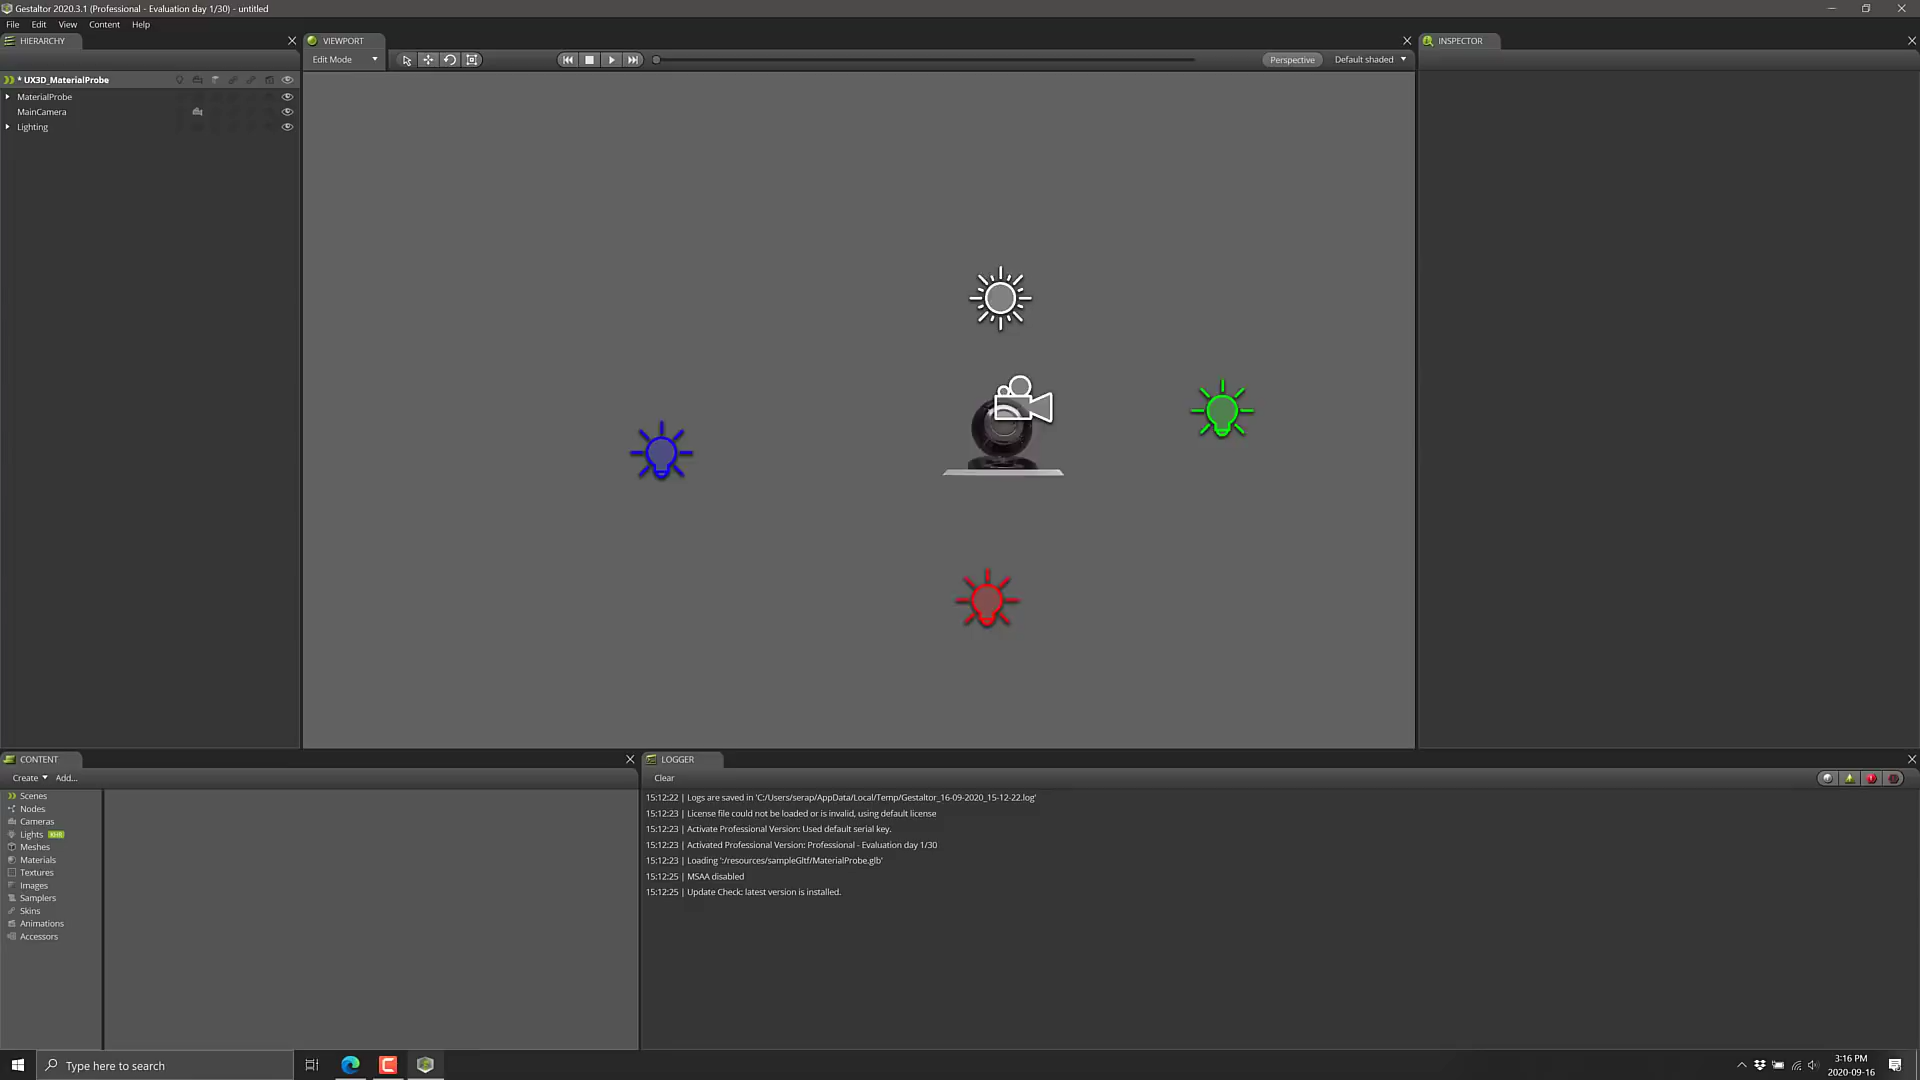 Gestaltor 2020.3.1 (Professional - Evaluation day 1/30) - untitled
File Edit View Content Help
HIERARCHY
VIEWPORT
INSPECTOR
Edit Mode
Perspective
Default shaded
* UX3D_MaterialProbe
MaterialProbe
MainCamera
Lighting
CONTENT
Create Add...
Scenes
Nodes
Cameras
Lights KHR
Meshes
Materials
Textures
Images
Samplers
Skins
Animations
Accessors
LOGGER
Clear
15:12:22 | Logs are saved in 'C:/Users/serap/AppData/Local/Temp/Gestaltor_16-09-2020_15-12-22.log'
15:12:23 | License file could not be loaded or is invalid, using default license
15:12:23 | Activate Professional Version: Used default serial key.
15:12:23 | Activated Professional Version: Professional - Evaluation day 1/30
15:12:23 | Loading ':/resources/sampleGltf/MaterialProbe.glb'
15:12:25 | MSAA disabled
15:12:25 | Update Check: latest version is installed.
Type here to search
3:16 PM
2020-09-16